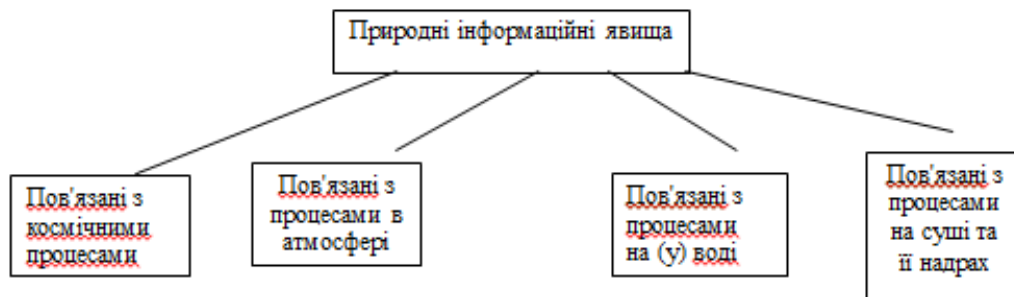 Природні інформаційні явища
Пов'язані з
космічними
процесами
Пов'язані з
процесами в
атмосфері
Пов'язані з
процесами
на (у) воді
Пов'язані з
процесами
на суші та
її надрах